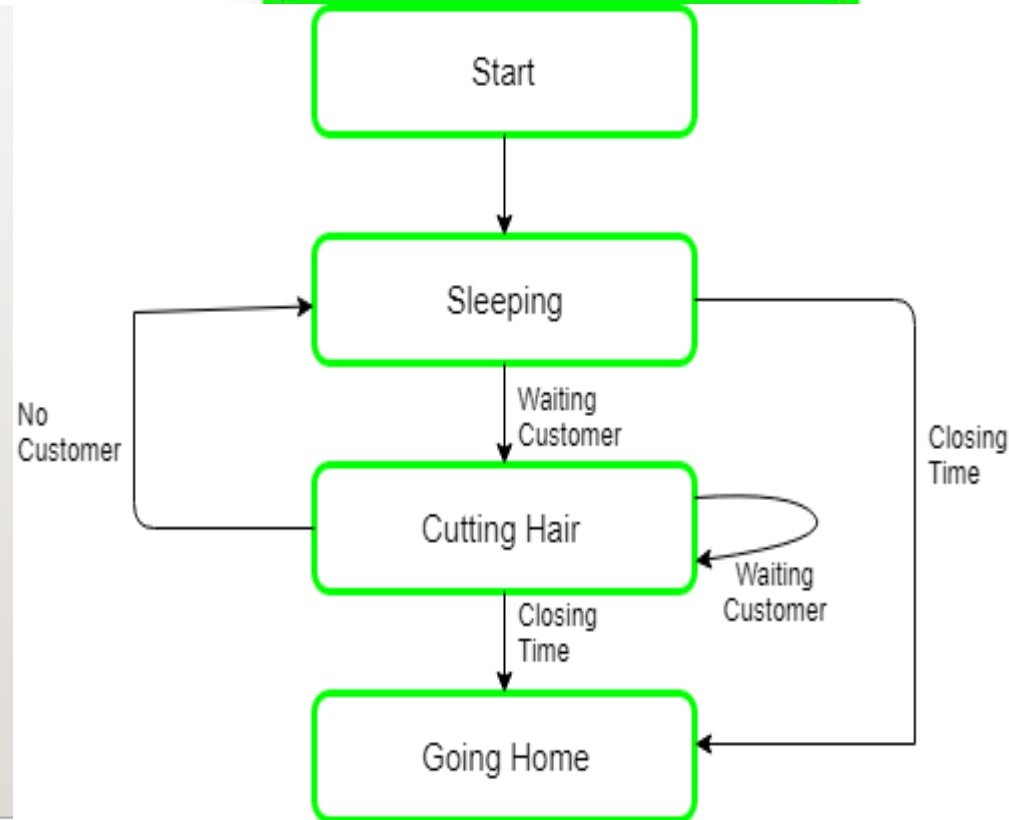 Start
Sleeping
Waiting
Customer
No
Customer
Closing
Time
Cutting Hair
Waiting
Customer
Closing
Time
Going Home